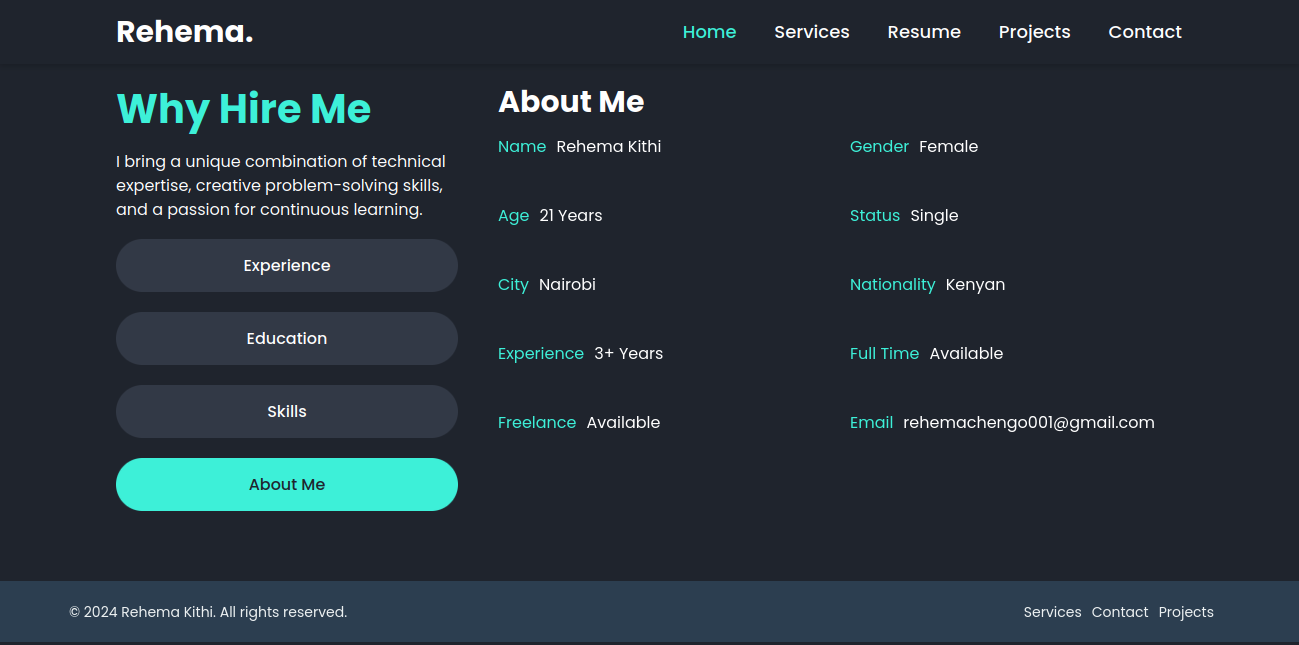 Rehema.
Home Services Resume Projects Contact
Why Hire Me
I bring a unique combination of technical
expertise, creative problem-solving skills,
and a passion for continuous learning.
Experience
Education
Skills
About Me
About Me
Name Rehema Kithi
Gender Female
Age 21 Years
Status Single
City Nairobi
Nationality Kenyan
Experience 3+ Years
Full Time Available
Freelance Available
Email rehemachengo001@gmail.com
© 2024 Rehema Kithi. All rights reserved.
Services Contact Projects